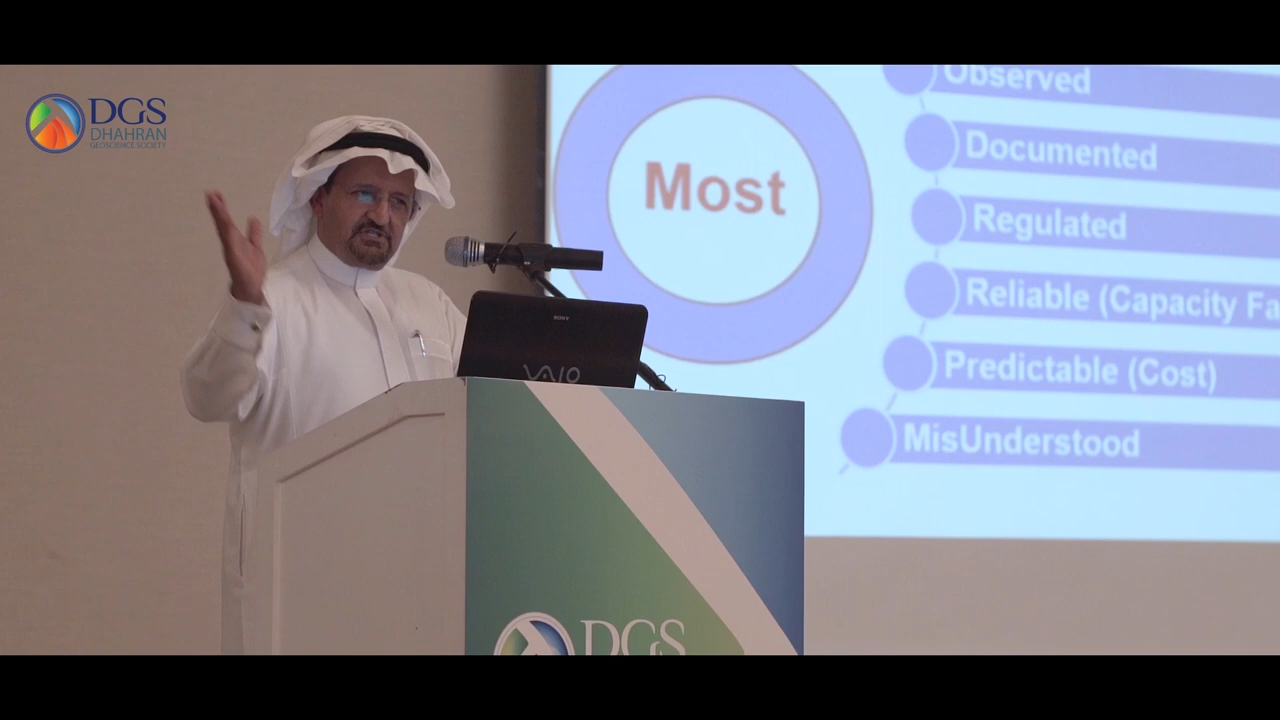 DGS
DHAHRAN
GEOSCIENCE SOCIETY
Most
Observed
Documented
Regulated
Reliable (Capacity Fa
Predictable (Cost)
MisUnderstood
SONY
VAIO
DGS